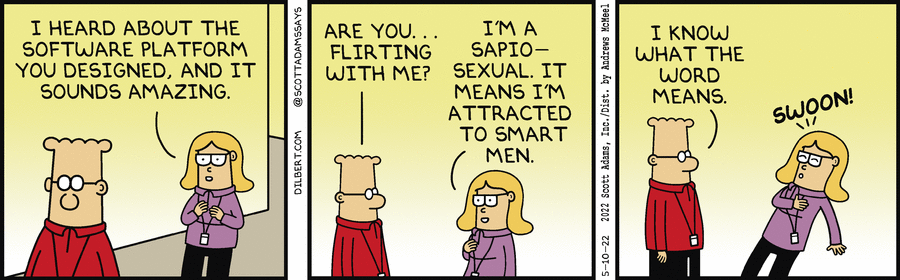 I HEARD ABOUT THE
SOFTWARE PLATFORM
YOU DESIGNED, AND IT
SOUNDS AMAZING.
DILBERT.COM @SCOTTADAMSSAYS
ARE YOU...
FLIRTING
WITH ME?
I'M A
SAPIO-
SEXUAL. IT
MEANS I'M
ATTRACTED
TO SMART
MEN.
5-10-22 2022 Scott Adams, Inc./Dist. by Andrews McMeel
I KNOW
WHAT THE
WORD
MEANS.
SWOON!